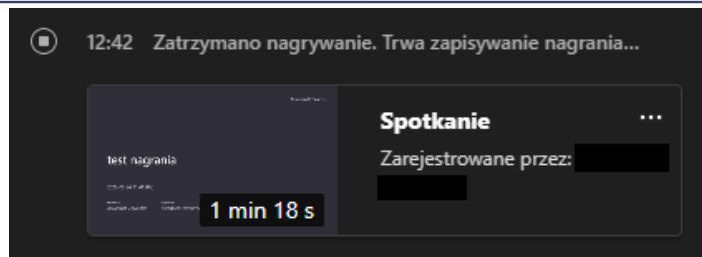 12:42 Zatrzymano nagrywanie. Trwa zapisywanie nagrania...
Spotkanie
...
Zarejestrowane przez:
test nagrania
1 min 18 s